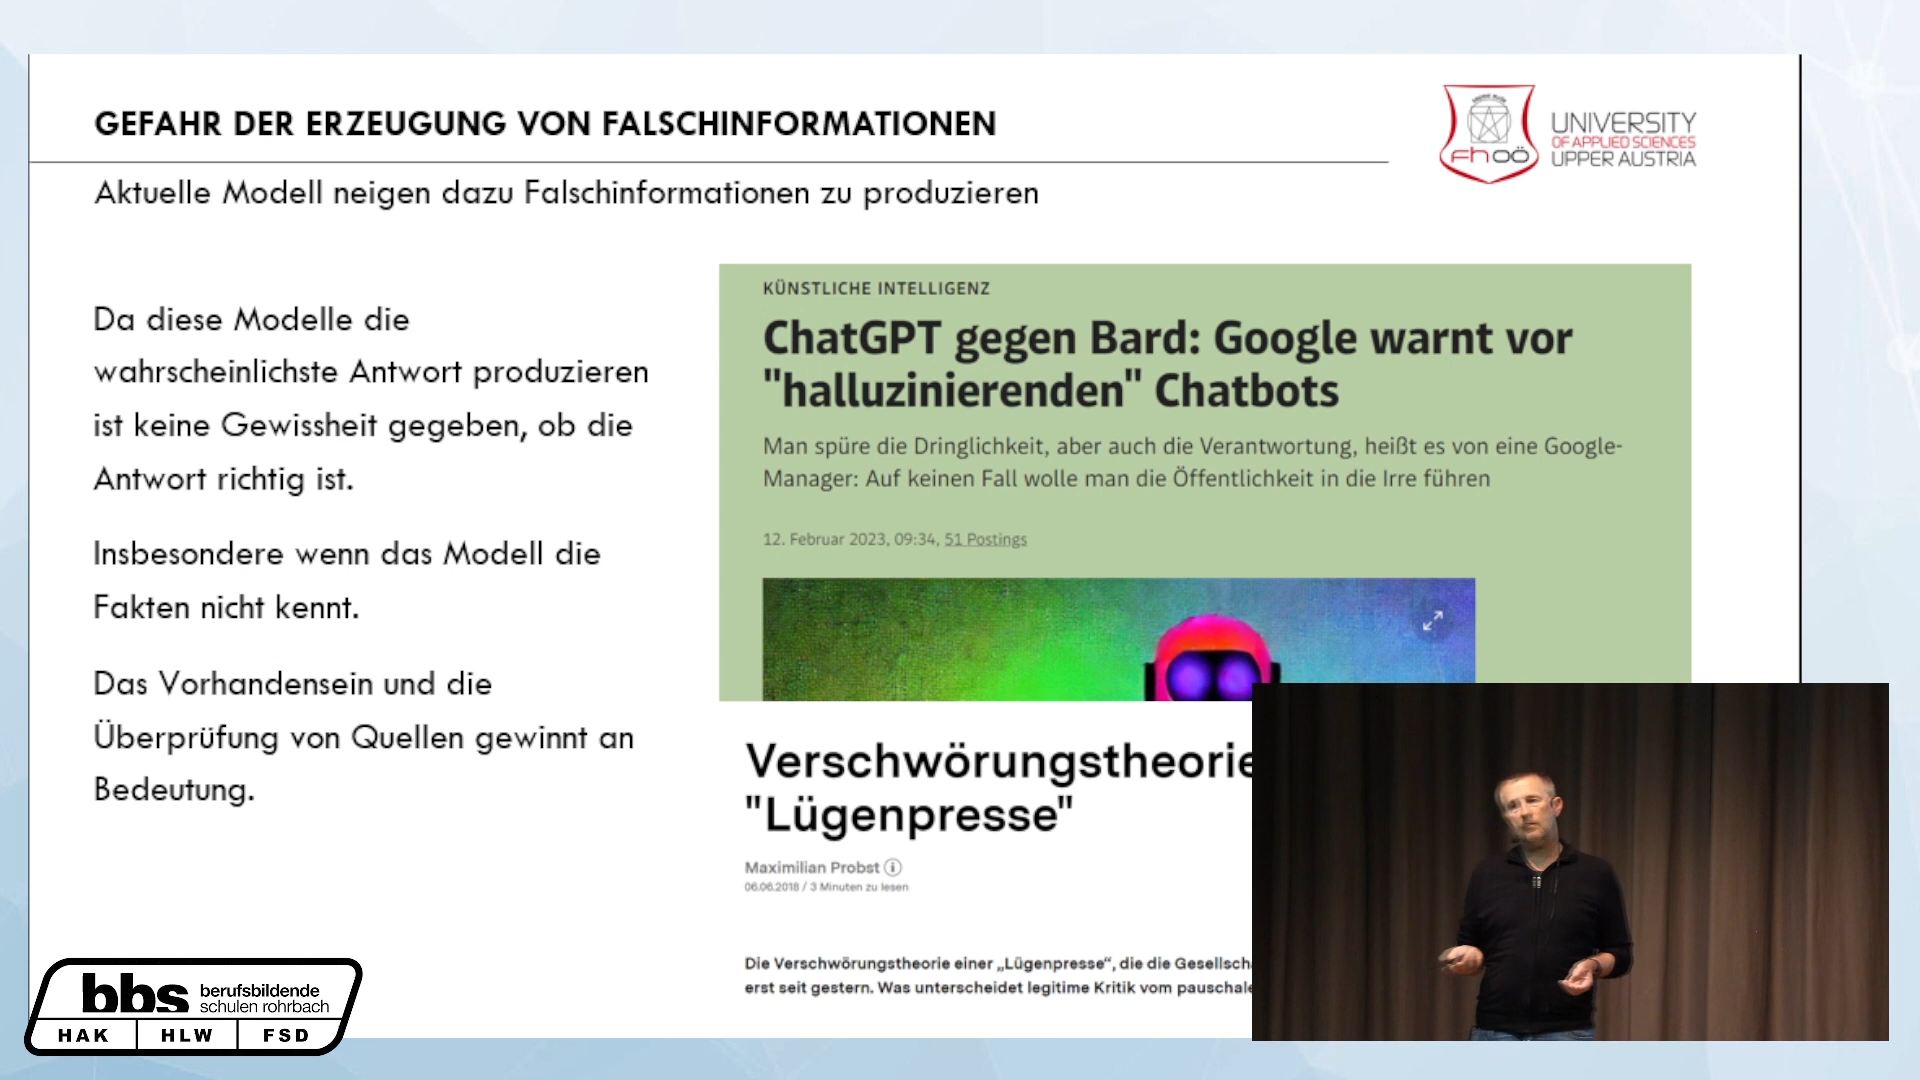 GEFAHR DER ERZEUGUNG VON FALSCHINFORMATIONEN
Aktuelle Modell neigen dazu Falschinformationen zu produzieren
fh oö
UNIVERSITY
OF APPLIED SCIENCES
UPPER AUSTRIA
Da diese Modelle die
wahrscheinlichste Antwort produzieren
ist keine Gewissheit gegeben, ob die
Antwort richtig ist.
Insbesondere wenn das Modell die
Fakten nicht kennt.
Das Vorhandensein und die
Überprüfung von Quellen gewinnt an
Bedeutung.
KÜNSTLICHE INTELLIGENZ
ChatGPT gegen Bard: Google warnt vor
"halluzinierenden" Chatbots
Man spüre die Dringlichkeit, aber auch die Verantwortung, heißt es von eine Google-
Manager: Auf keinen Fall wolle man die Öffentlichkeit in die Irre führen
12. Februar 2023, 09:34, 51 Postings
Verschwörungstheorie
"Lügenpresse"
Maximilian Probst
06.06.2018 / 3 Minuten zu lesen
Die Verschwörungstheorie einer „Lügenpresse“, die die Gesellsch
erst seit gestern. Was unterscheidet legitime Kritik vom pauschale
bbs berufsbildende
schulen rohrbach
HAK HLW FSD